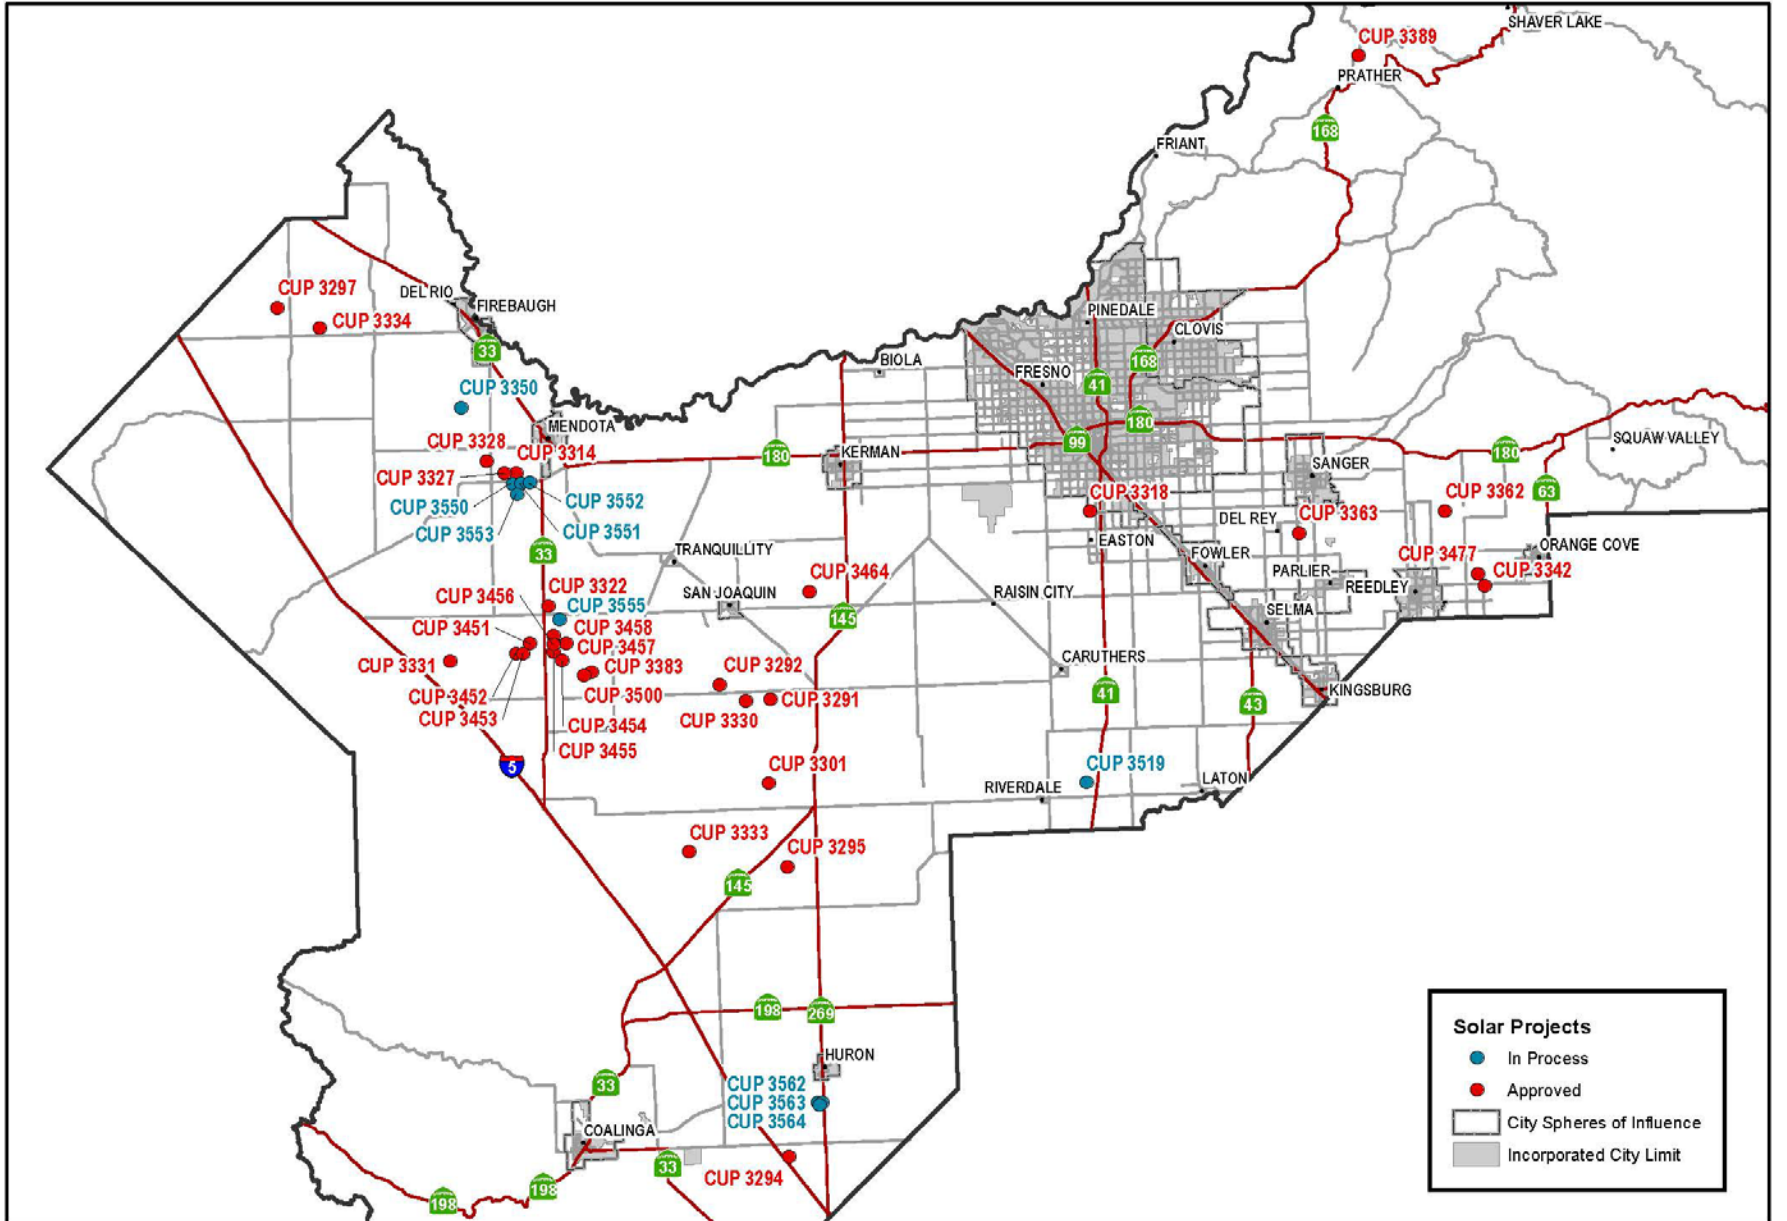 SHAVER LAKE
CUP 3389
PRATHER
168
FRIANT
CUP 3297
DEL RIO
FIREBAUGH
CUP 3334
33
PINEDALE
CLOVIS
BIOLA
168
FRESNO
41
CUP 3350
180
MENDOTA
99
SQUAW VALLEY
CUP 3328
CUP 3314
180
KERMAN
180
SANGER
CUP 3327
63
CUP 3318
CUP 3362
CUP 3550
CUP 3552
CUP 3363
DEL REY
CUP 3553
CUP 3551
EASTON
ORANGE COVE
33
TRANQUILLITY
FOWLER
CUP 3477
CUP 3464
PARLIER
CUP 3342
CUP 3322
REEDLEY
CUP 3456
SAN JOAQUIN
RAISIN CITY
CUP 3555
145
SELMA
CUP 3451
CUP 3458
CUP 3457
CARUTHERS
CUP 3331
CUP 3383
CUP 3292
CUP 3452
CUP 3500
41
KINGSBURG
CUP 3291
CUP 3330
43
CUP 3453
CUP 3454
CUP 3455
5
CUP 3301
CUP 3519
LATON
RIVERDALE
CUP 3333
CUP 3295
145
198
269
Solar Projects
In Process
Approved
City Spheres of Influence
Incorporated City Limit
HURON
33
CUP 3562
CUP 3563
CUP 3564
COALINGA
33
CUP 3294
198
198